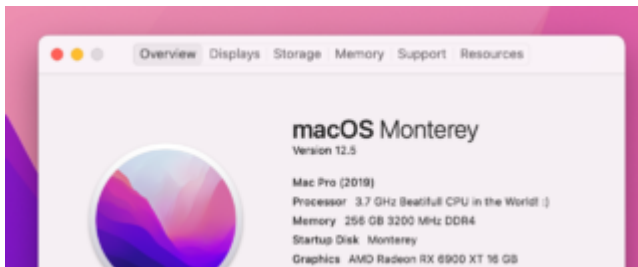 Overview Displays Storage Memory Support Resources
macOS Monterey
Version 12.5
Mac Pro (2019)
Processor 3.7 GHz Beatifull CPU in the World! :)
Memory 256 GB 3200 MHz DDR4
Startup Disk Monterey
Graphics AMD Radeon RX 6900 XT 16 GB